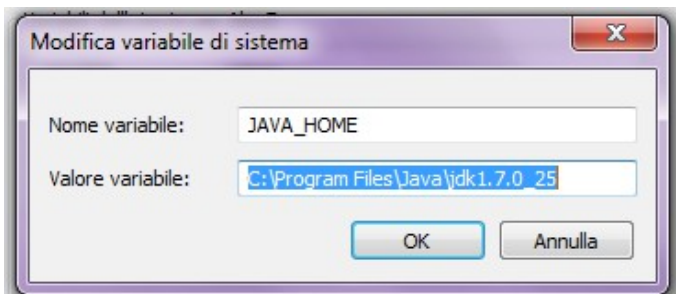 Modifica variabile di sistema
Nome variabile: JAVA_HOME
Valore variabile: C:\Program Files\Java\jdk1.7.0_25
OK Annulla